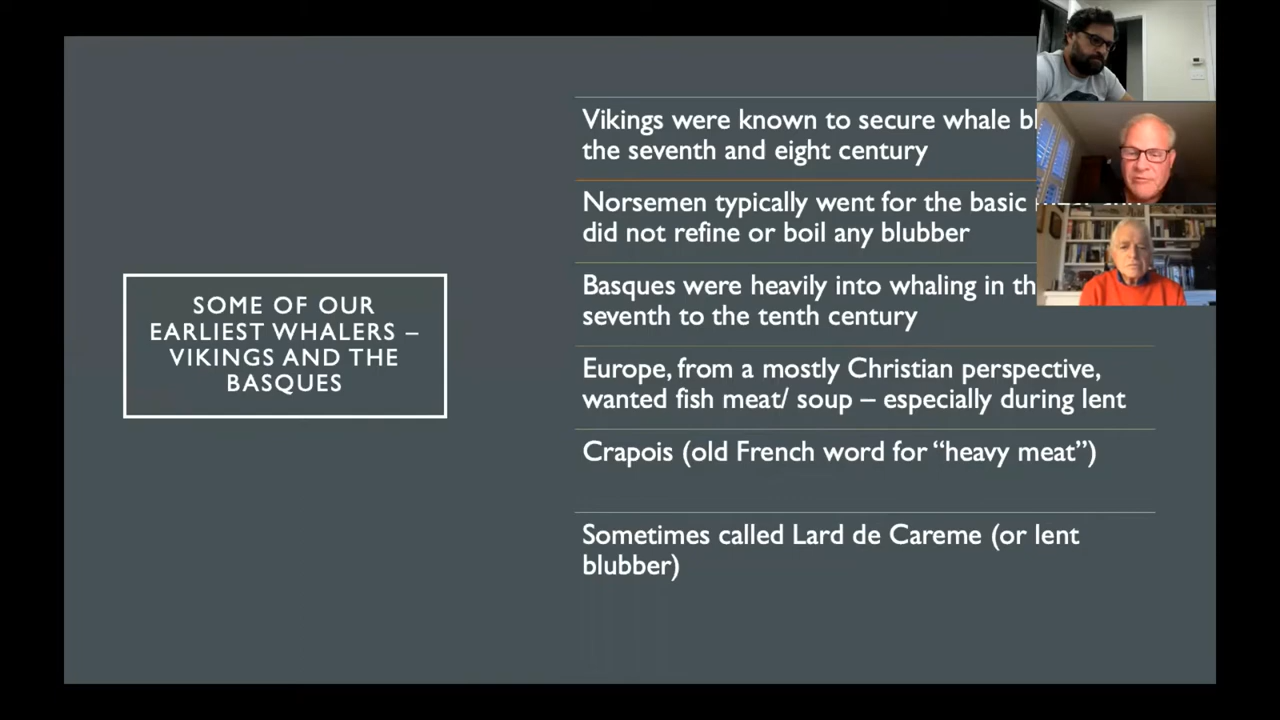 SOME OF OUR
EARLIEST WHALERS –
VIKINGS AND THE
BASQUES
Vikings were known to secure whale
the seventh and eight century
Norsemen typically went for the basic
did not refine or boil any blubber
Basques were heavily into whaling in
seventh to the tenth century
Europe, from a mostly Christian perspective,
wanted fish meat/ soup – especially during lent
Crapois (old French word for “heavy meat”)
Sometimes called Lard de Careme (or lent
blubber)